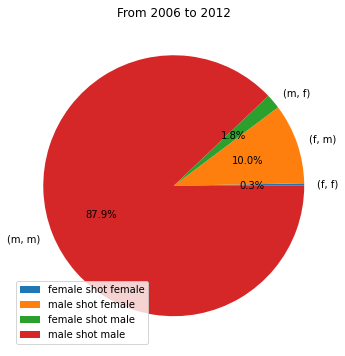 From 2006 to 2012
(m, f)
1.8%
(f, m)
10.0%
0.3%
(f, f)
87.9%
(m, m)
female shot female
male shot female
female shot male
male shot male